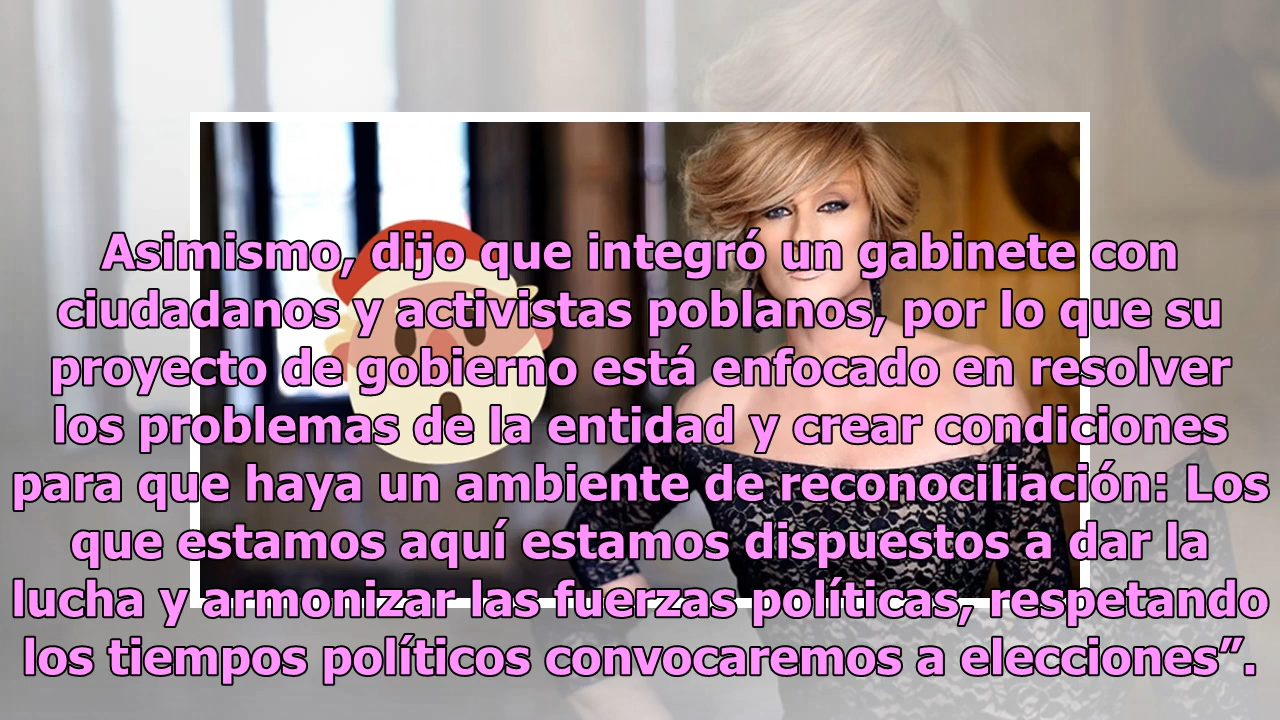 Asimismo, dijo que integró un gabinete con
ciudadanos y activistas poblanos, por lo que su
proyecto de gobierno está enfocado en resolver
los problemas de la entidad y crear condiciones
para que haya un ambiente de reconociliación: Los
que estamos aquí estamos dispuestos a dar la
lucha y armonizar las fuerzas políticas, respetando
los tiempos políticos convocaremos a elecciones”.